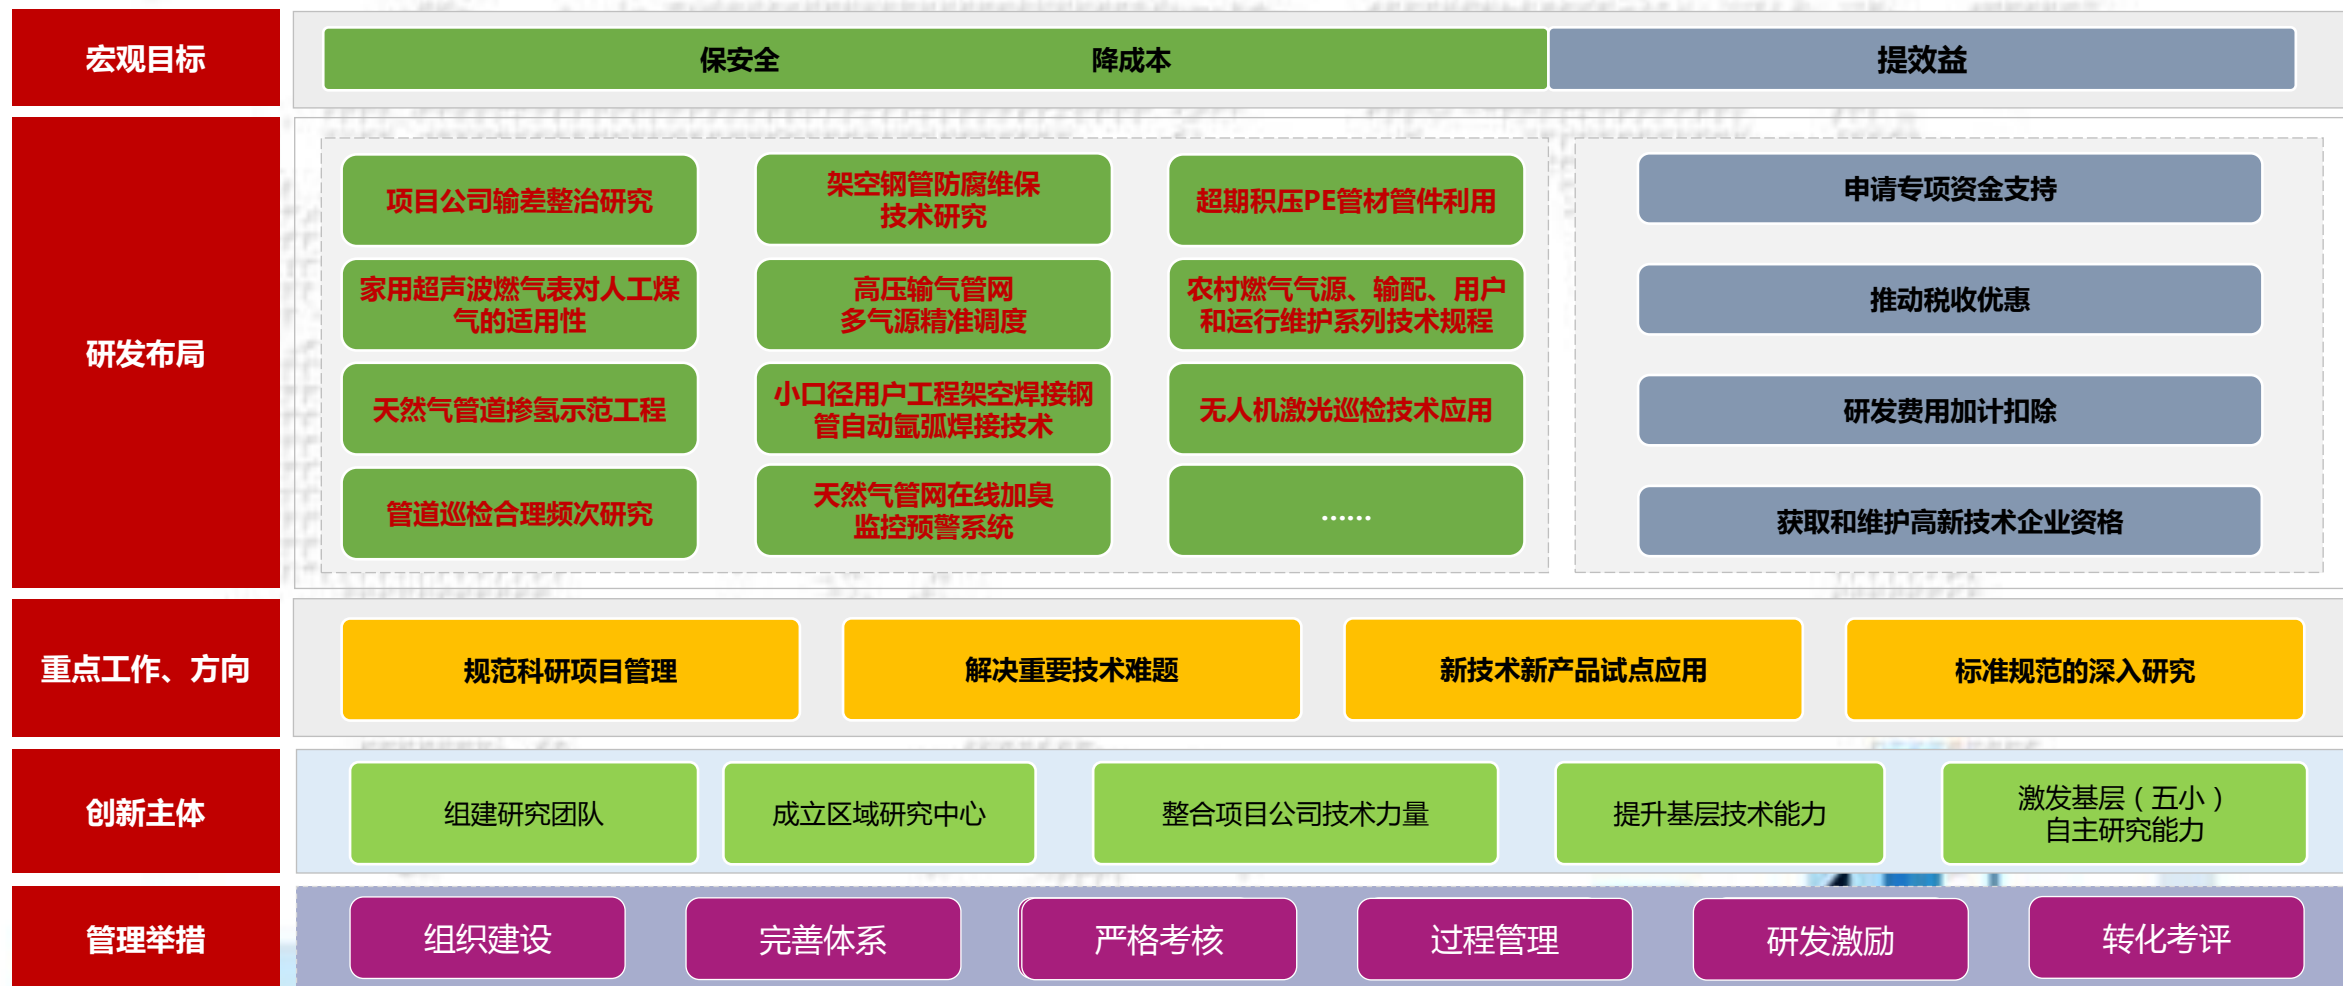 宏观目标
保安全
降成本
提效益
研发布局
项目公司输差整治研究
架空钢管防腐维保
技术研究
超期积压PE管材管件利用
家用超声波燃气表对人工煤
气的适用性
高压输气管网
多气源精准调度
农村燃气气源、输配、用户
和运行维护系列技术规程
天然气管道掺氢示范工程
小口径用户工程架空焊接钢
管自动氩弧焊接技术
无人机激光巡检技术应用
管道巡检合理频次研究
天然气管网在线加臭
监控预警系统
······
申请专项资金支持
推动税收优惠
研发费用加计扣除
获取和维护高新技术企业资格
重点工作、方向
规范科研项目管理
解决重要技术难题
新技术新产品试点应用
标准规范的深入研究
创新主体
组建研究团队
成立区域研究中心
整合项目公司技术力量
提升基层技术能力
激发基层（五小）
自主研究能力
管理举措
组织建设
完善体系
严格考核
过程管理
研发激励
转化考评